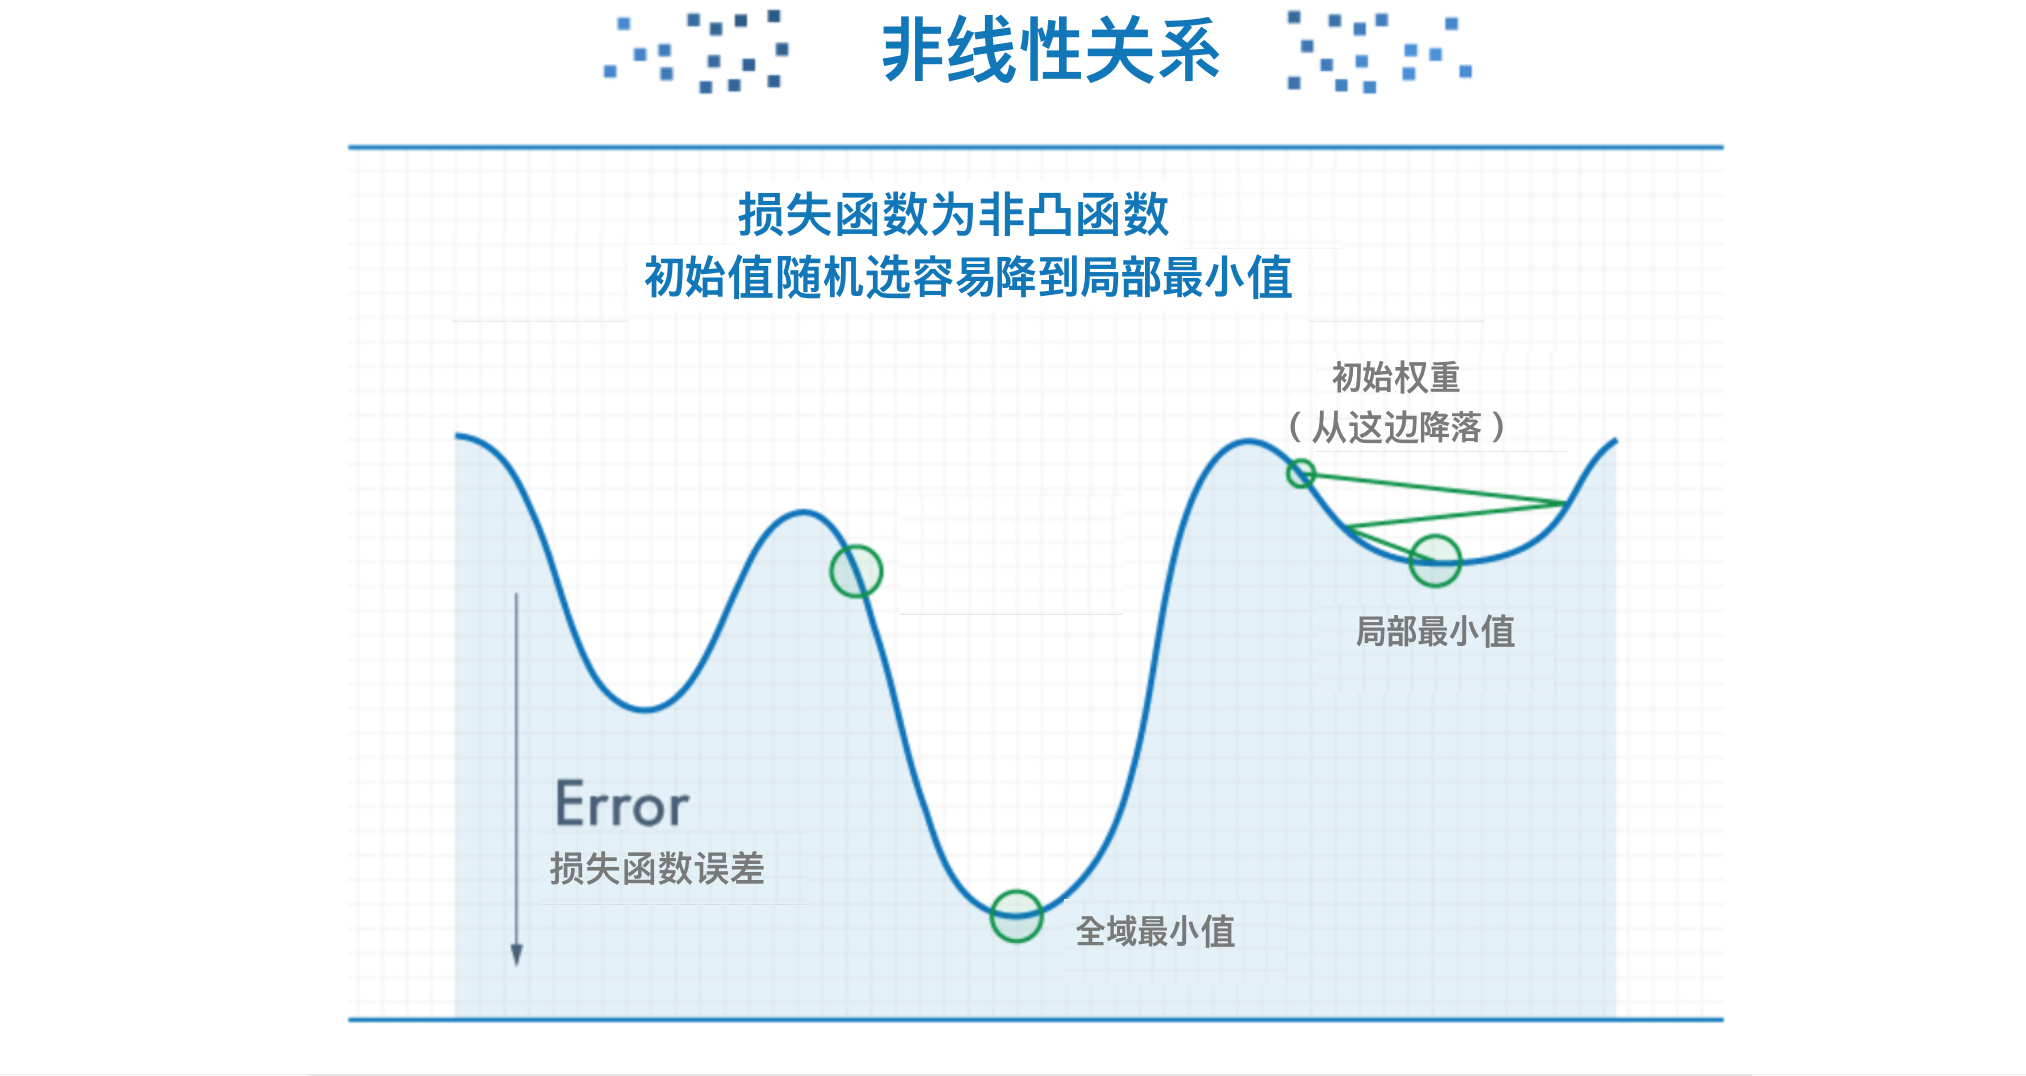 非线性关系
损失函数为非凸函数
初始值随机选容易降到局部最小值
初始权重
（从这边降落）
局部最小值
Error
损失函数误差
全域最小值